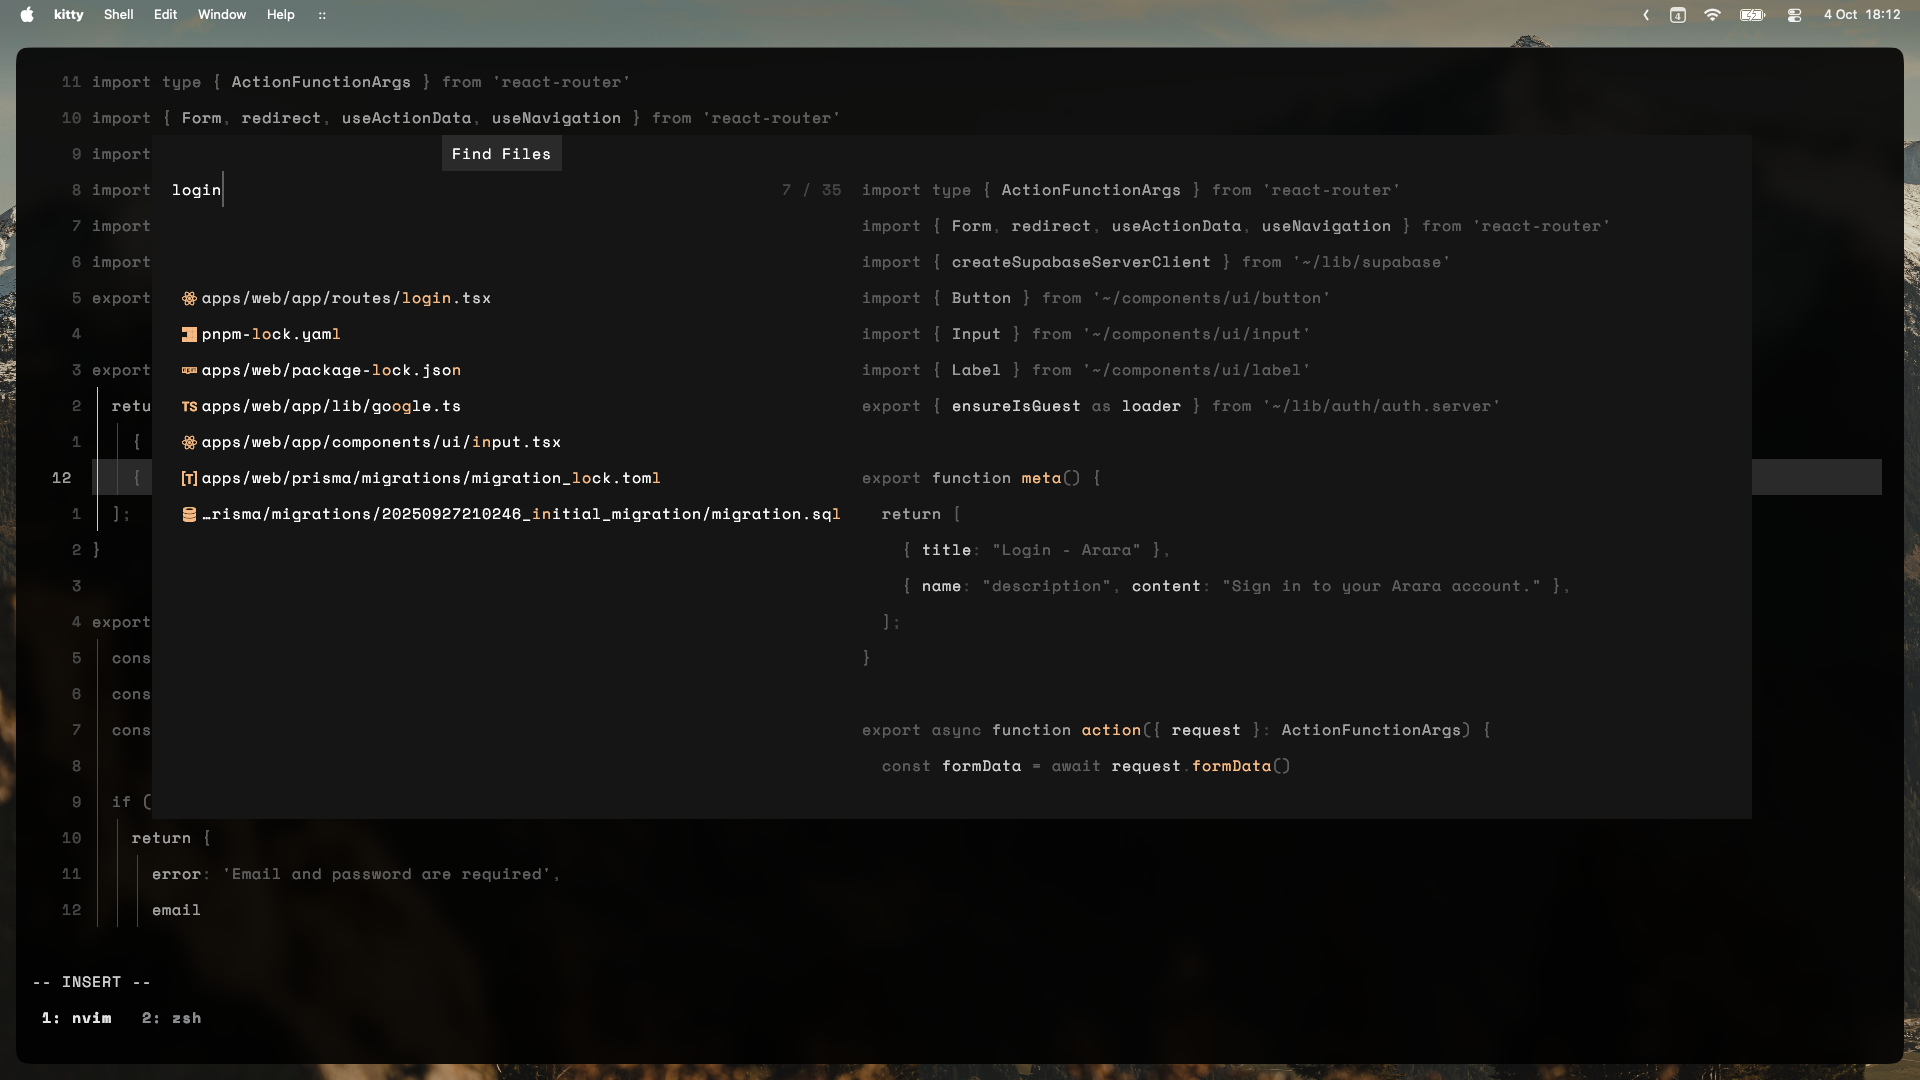 kitty Shell Edit Window Help ::
4 4 Oct 18:12
11 import type { ActionFunctionArgs } from 'react-router'
10 import { Form, redirect, useActionData, useNavigation } from 'react-router'
9 import
8 import
7 import
6 import
5 export
4
3 export
2 retu
1 {
12 {
1 ];
2 }
3
4 export
5 cons
6 cons
7 cons
8
9 if (
10 return {
11 error: 'Email and password are required',
12 email
Find Files
login 7 / 35
apps/web/app/routes/login.tsx
pnpm-lock.yaml
apps/web/package-lock.json
TS apps/web/app/lib/google.ts
apps/web/app/components/ui/input.tsx
[T] apps/web/prisma/migrations/migration_lock.toml
…risma/migrations/20250927210246_initial_migration/migration.sql
import type { ActionFunctionArgs } from 'react-router'
import { Form, redirect, useActionData, useNavigation } from 'react-router'
import { createSupabaseServerClient } from '~/lib/supabase'
import { Button } from '~/components/ui/button'
import { Input } from '~/components/ui/input'
import { Label } from '~/components/ui/label'
export { ensureIsGuest as loader } from '~/lib/auth/auth.server'
export function meta() {
return [
{ title: "Login - Arara" },
{ name: "description", content: "Sign in to your Arara account." },
];
}
export async function action({ request }: ActionFunctionArgs) {
const formData = await request.formData()
-- INSERT --
1: nvim 2: zsh